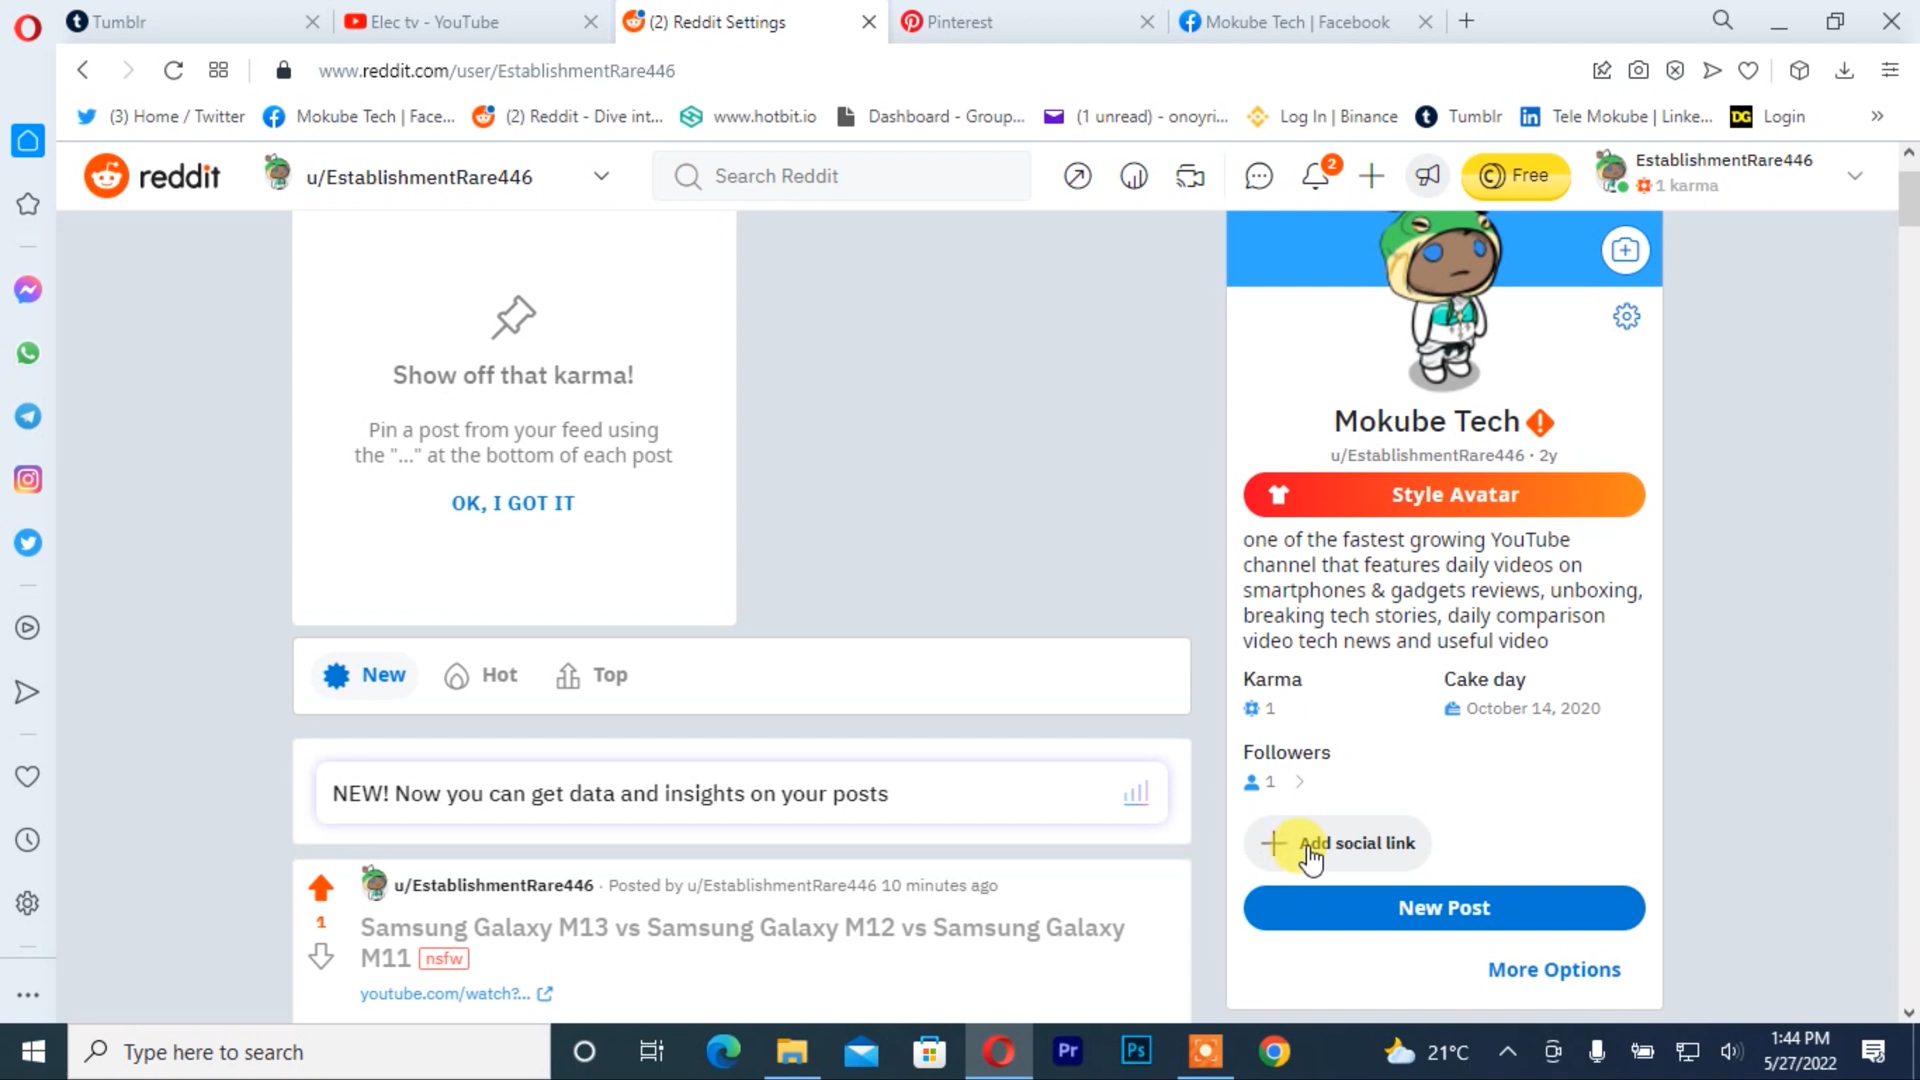 Tumblr
Elec tv - YouTube
(2) Reddit Settings
Pinterest
Mokube Tech | Facebook
www.reddit.com/user/EstablishmentRare446
(3) Home / Twitter
Mokube Tech | Face...
(2) Reddit - Dive int...
www.hotbit.io
Dashboard - Group...
(1 unread) - onoyri...
Log In | Binance
Tumblr
Tele Mokube | Linke...
DG
Login
reddit
u/EstablishmentRare446
Search Reddit
2
Free
EstablishmentRare446
1 karma
Show off that karma!
Pin a post from your feed using
the "..." at the bottom of each post
OK, I GOT IT
New
Hot
Top
NEW! Now you can get data and insights on your posts
u/EstablishmentRare446 · Posted by u/EstablishmentRare446 10 minutes ago
1
Samsung Galaxy M13 vs Samsung Galaxy M12 vs Samsung Galaxy
M11 nsfw
youtube.com/watch?...
Mokube Tech
u/EstablishmentRare446 · 2y
Style Avatar
one of the fastest growing YouTube
channel that features daily videos on
smartphones & gadgets reviews, unboxing,
breaking tech stories, daily comparison
video tech news and useful video
Karma
1
Cake day
October 14, 2020
Followers
1
Add social link
New Post
More Options
Type here to search
Pr
Ps
21°C
1:44 PM
5/27/2022